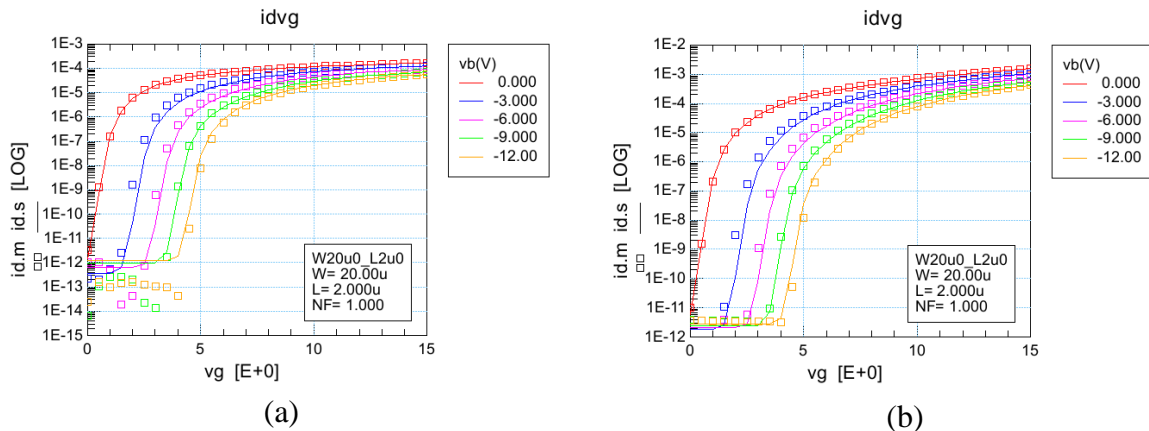 idvg
id.m id.s [LOG]
1E-3
1E-4
1E-5
1E-6
1E-7
1E-8
1E-9
1E-10
1E-11
1E-12
1E-13
1E-14
1E-15
0
5
10
15
vg [E+0]
W20u0_L2u0
W= 20.00u
L= 2.000u
NF= 1.000
vb(V)
0.000
-3.000
-6.000
-9.000
-12.00
(a)
idvg
id.m id.s [LOG]
1E-2
1E-3
1E-4
1E-5
1E-6
1E-7
1E-8
1E-9
1E-10
1E-11
1E-12
0
5
10
15
vg [E+0]
W20u0_L2u0
W= 20.00u
L= 2.000u
NF= 1.000
vb(V)
0.000
-3.000
-6.000
-9.000
-12.00
(b)